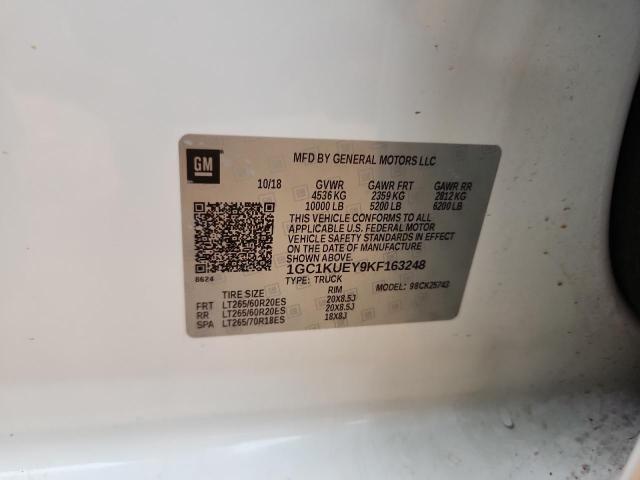 GM
MFD BY GENERAL MOTORS LLC
10/18 GVWR GAWR FRT GAWR RR
4536 KG 2359 KG 2812 KG
10000 LB 5200 LB 6200 LB
THIS VEHICLE CONFORMS TO ALL
APPLICABLE U.S. FEDERAL MOTOR
VEHICLE SAFETY STANDARDS IN EFFECT
ON THE DATE OF MANUFACTURE SHOWN ABOVE.
1GC1KUEY9KF163248
8624
TYPE: TRUCK MODEL: 98CK25743
TIRE SIZE RIM
FRT LT265/60R20ES 20X8.5J
RR LT265/60R20ES 20X8.5J
SPA LT265/70R18ES 18X8J